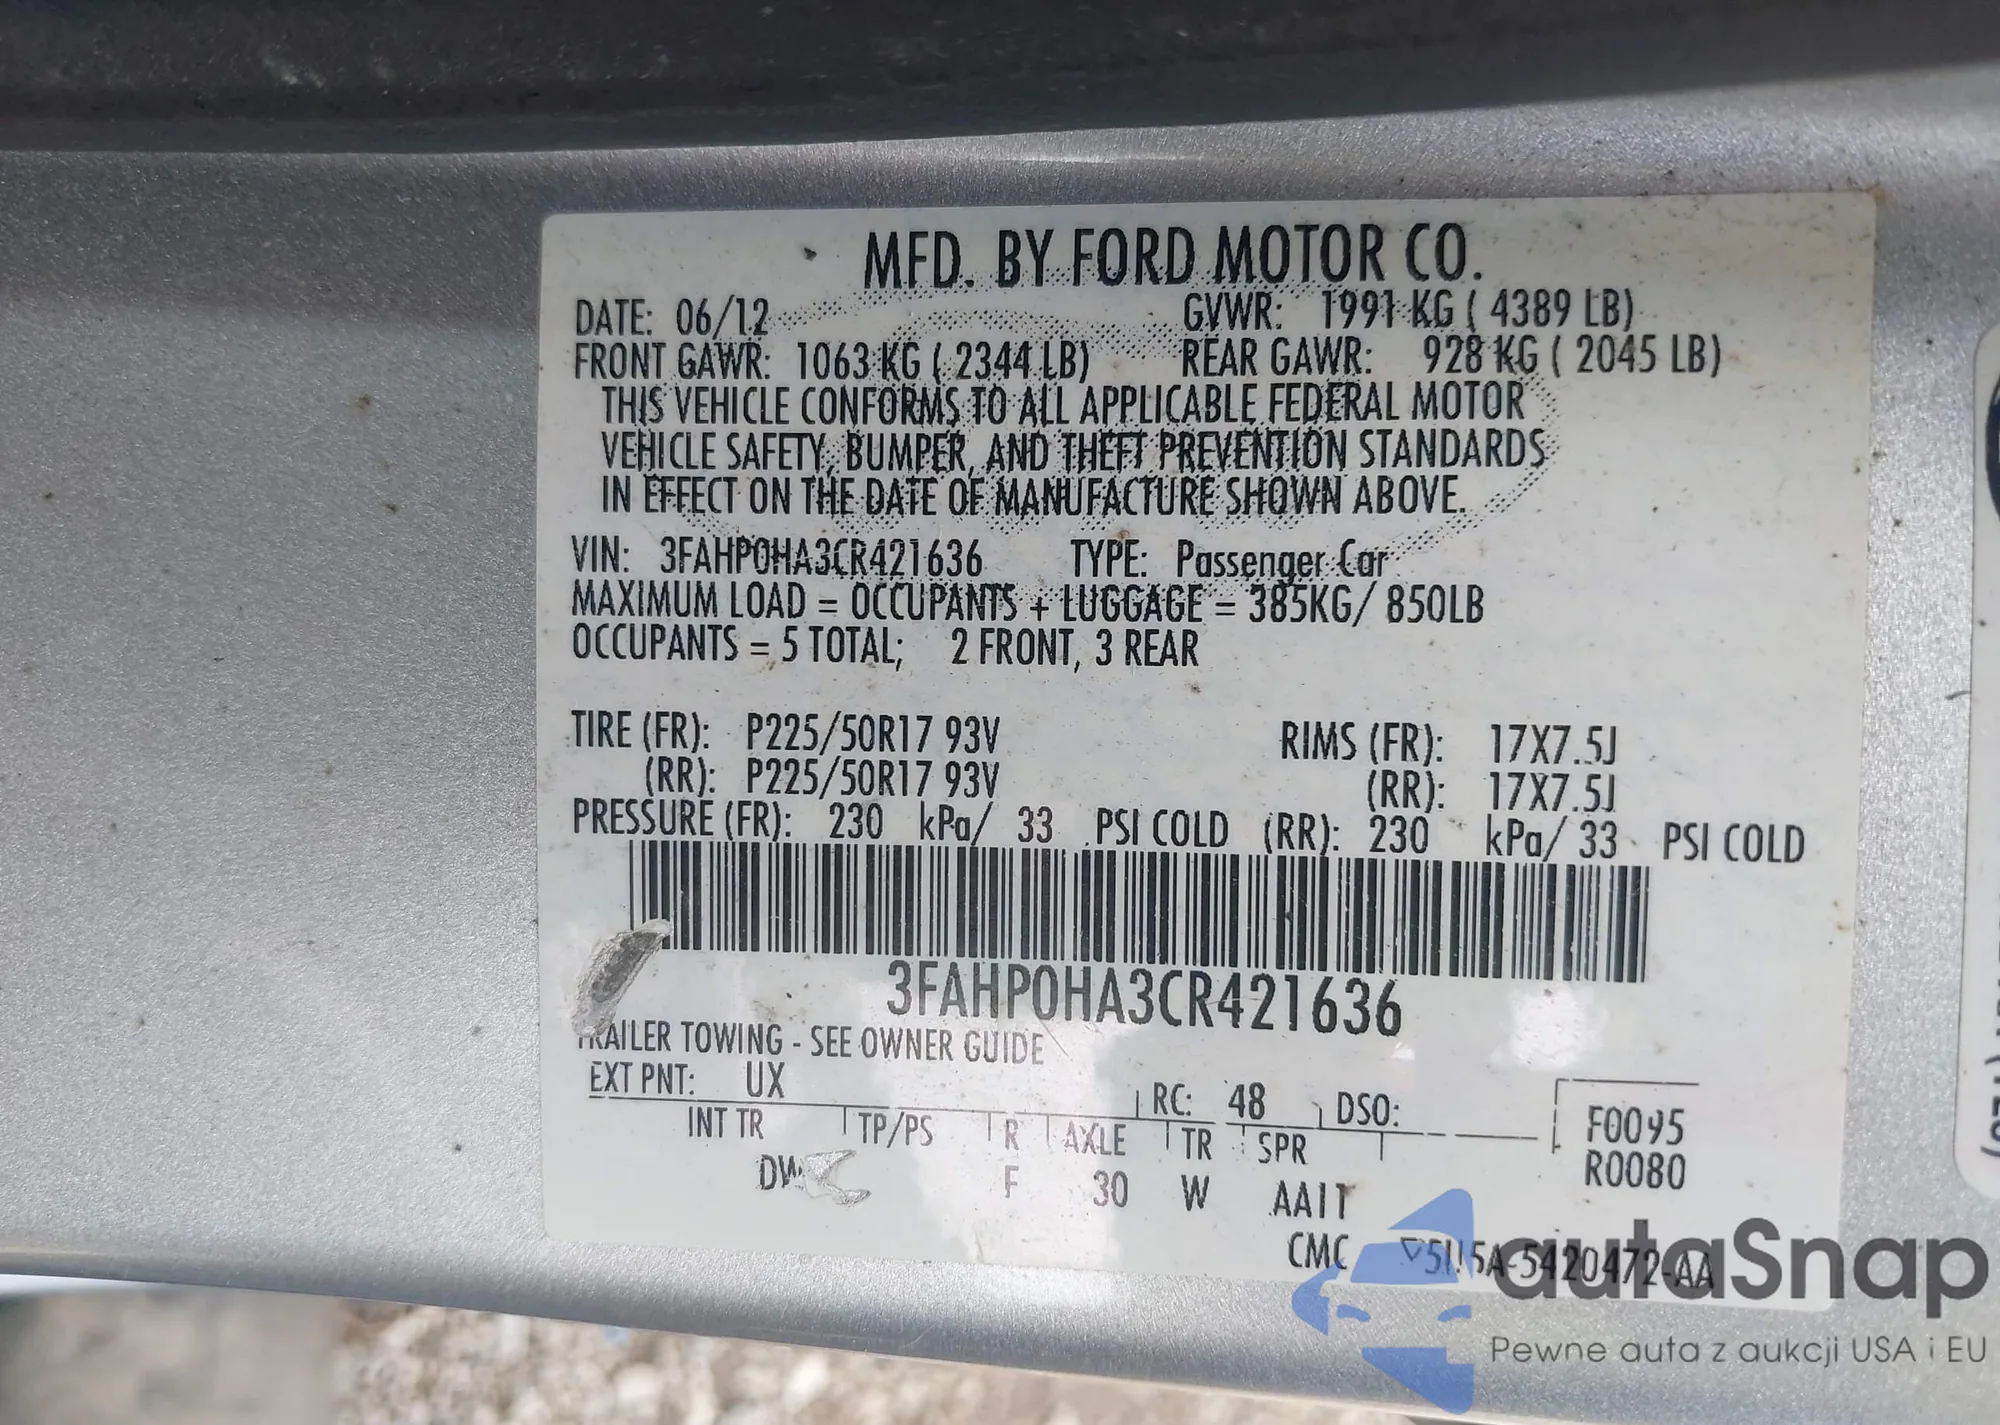 MFD. BY FORD MOTOR CO.
DATE: 06/12 GVWR: 1991 KG ( 4389 LB)
FRONT GAWR: 1063 KG ( 2344 LB) REAR GAWR: 928 KG ( 2045 LB)
THIS VEHICLE CONFORMS TO ALL APPLICABLE FEDERAL MOTOR
VEHICLE SAFETY, BUMPER, AND THEFT PREVENTION STANDARDS
IN EFFECT ON THE DATE OF MANUFACTURE SHOWN ABOVE.
VIN: 3FAHP0HA3CR421636 TYPE: Passenger Car
MAXIMUM LOAD = OCCUPANTS + LUGGAGE = 385KG/ 850LB
OCCUPANTS = 5 TOTAL; 2 FRONT, 3 REAR
TIRE (FR): P225/50R17 93V RIMS (FR): 17X7.5J
(RR): P225/50R17 93V (RR): 17X7.5J
PRESSURE (FR): 230 kPa/ 33 PSI COLD (RR): 230 kPa/ 33 PSI COLD
3FAHP0HA3CR421636
TRAILER TOWING - SEE OWNER GUIDE
EXT PNT: UX RC: 48 DSO:
INT TR TP/PS R AXLE TR SPR F0095
DW F 30 W AA1T R0080
CMC 5U5A-5420472-AA
autaSnap
Pewne auta z aukcji USA i EU